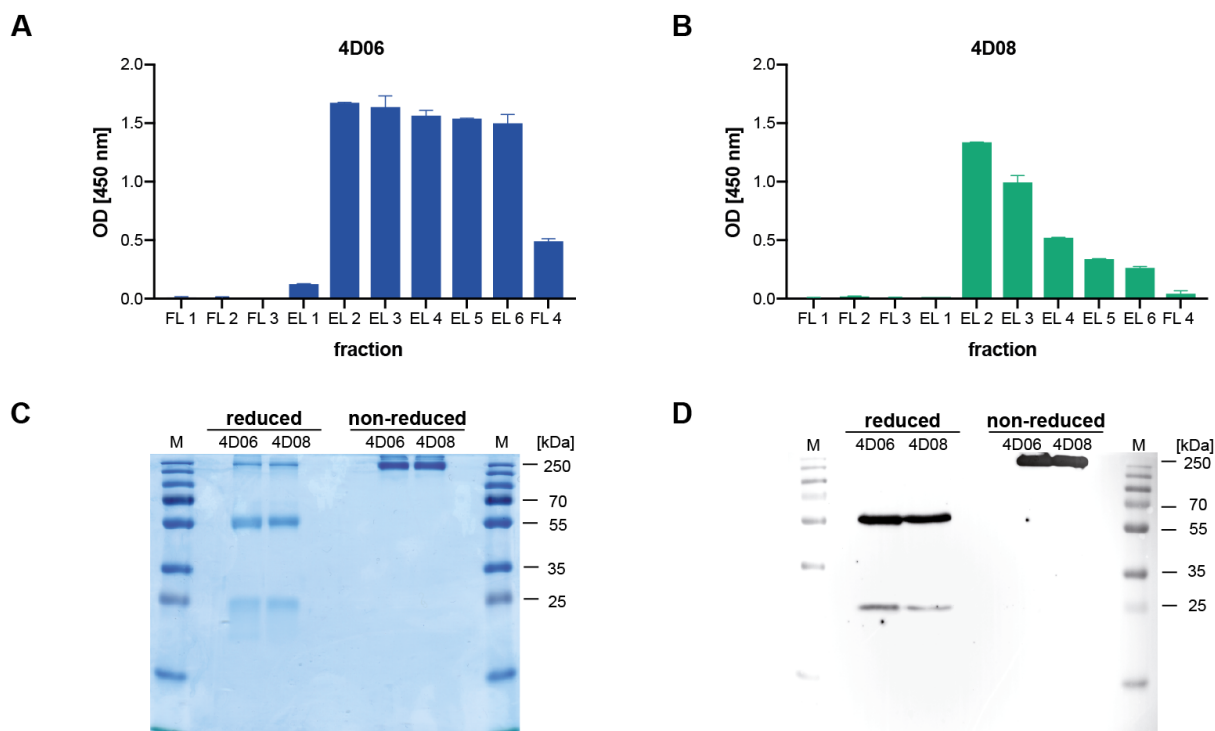 A
4D06
2.0
1.5
1.0
0.5
0.0
OD [450 nm]
FL 1 FL 2 FL 3 EL 1 EL 2 EL 3 EL 4 EL 5 EL 6 FL 4
fraction
B
4D08
2.0
1.5
1.0
0.5
0.0
OD [450 nm]
FL 1 FL 2 FL 3 EL 1 EL 2 EL 3 EL 4 EL 5 EL 6 FL 4
fraction
C
reduced non-reduced
M 4D06 4D08 4D06 4D08 M [kDa]
250
70
55
35
25
D
reduced non-reduced
M 4D06 4D08 4D06 4D08 M [kDa]
250
70
55
35
25